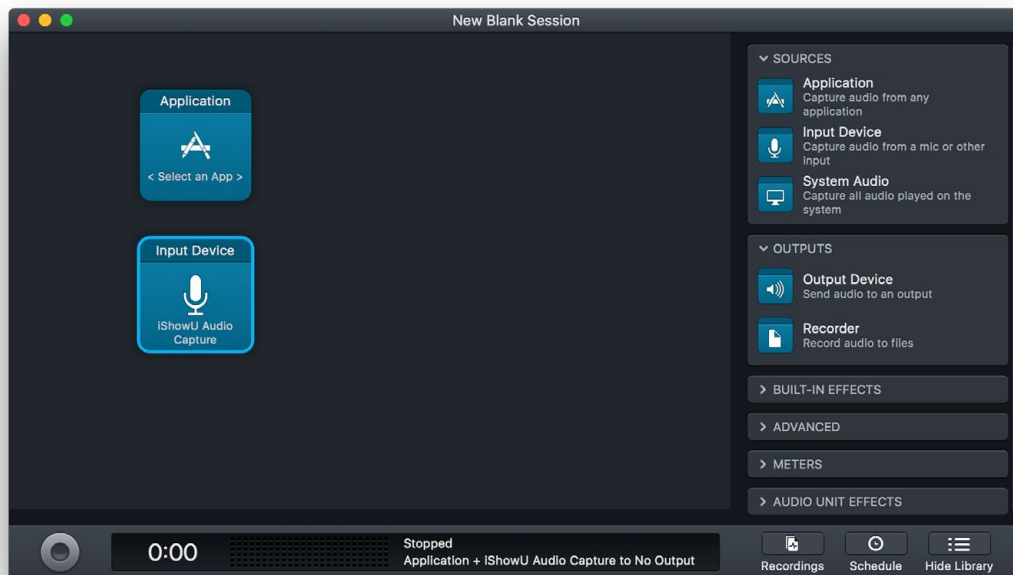 New Blank Session
Application
< Select an App >
Input Device
iShowU Audio
Capture
SOURCES
Application
Capture audio from any
application
Input Device
Capture audio from a mic or other
input
System Audio
Capture all audio played on the
system
OUTPUTS
Output Device
Send audio to an output
Recorder
Record audio to files
BUILT-IN EFFECTS
ADVANCED
METERS
AUDIO UNIT EFFECTS
0:00
Stopped
Application + iShowU Audio Capture to No Output
Recordings
Schedule
Hide Library